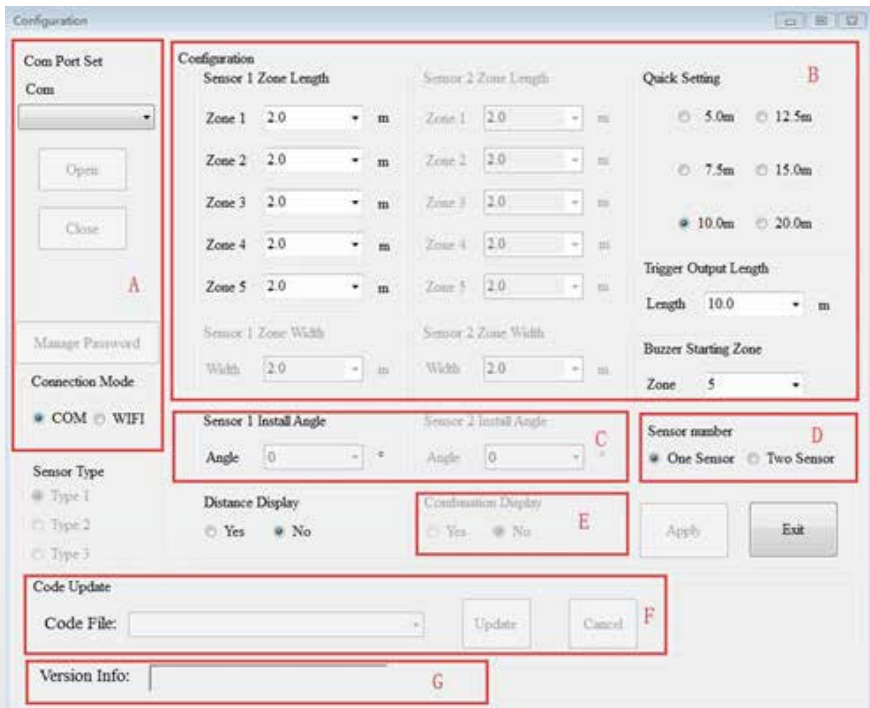 Configuration
Com Port Set
Com
Open
Close
A
Manage Password
Connection Mode
COM WIFI
Sensor Type
Type 1
Type 2
Type 3
Configuration
Sensor 1 Zone Length
Zone 1 2.0 m
Zone 2 2.0 m
Zone 3 2.0 m
Zone 4 2.0 m
Zone 5 2.0 m
Sensor 1 Zone Width
Width 2.0 m
Sensor 2 Zone Length
Zone 1 2.0 m
Zone 2 2.0 m
Zone 3 2.0 m
Zone 4 2.0 m
Zone 5 2.0 m
Sensor 2 Zone Width
Width 2.0 m
Quick Setting B
5.0m 12.5m
7.5m 15.0m
10.0m 20.0m
Trigger Output Length
Length 10.0 m
Buzzer Starting Zone
Zone 5
Sensor 1 Install Angle
Angle 0 °
Sensor 2 Install Angle
Angle 0 °
C
Sensor number D
One Sensor Two Sensor
Distance Display
Yes No
Combination Display
Yes No E
Apply Exit
Code Update
Code File: Update Cancel F
Version Info: G